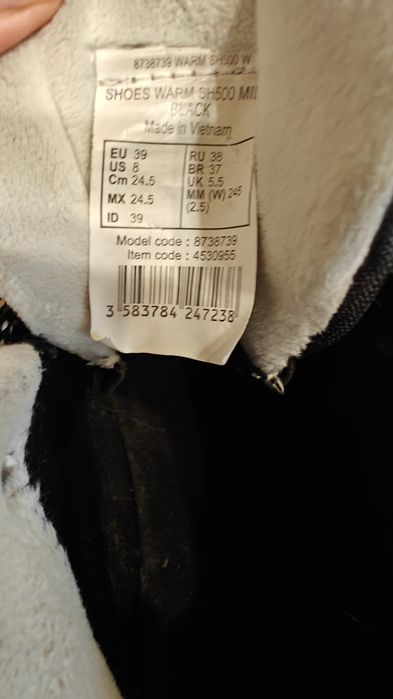 8738739 WARM SH500 W
SHOES WARM SH500 MID
BLACK
Made in Vietnam
EU 39
US 8
Cm 24.5
MX 24.5
ID 39
RU 38
BR 37
UK 5.5
MM (W) 245
(2.5)
Model code : 8738739
Item code : 4530955
3 583784 247238